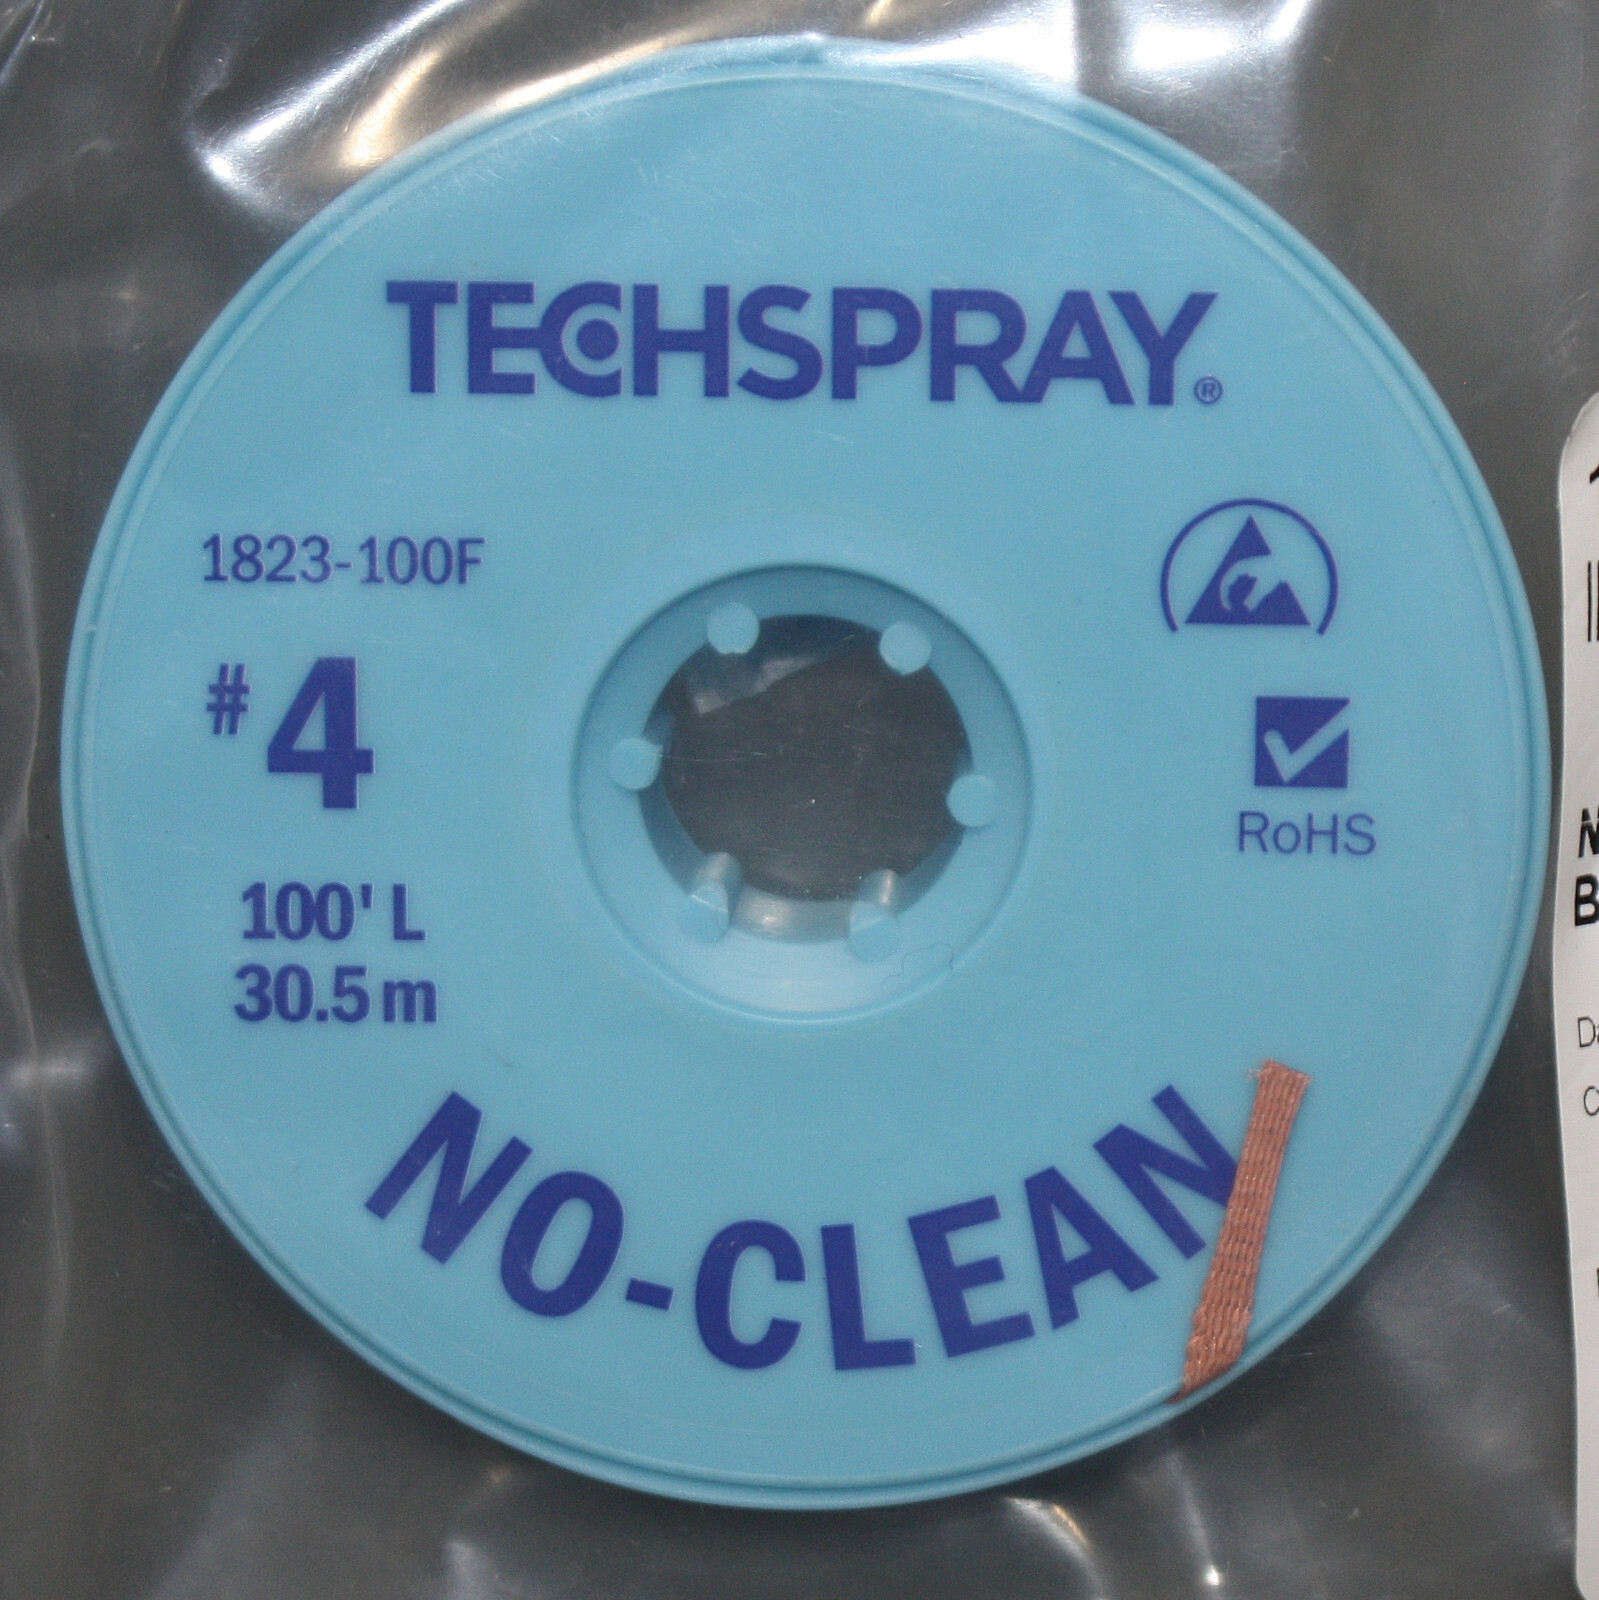 TECHSPRAY®
1823-100F
#4
100' L
30.5 m
RoHS
NO-CLEAN